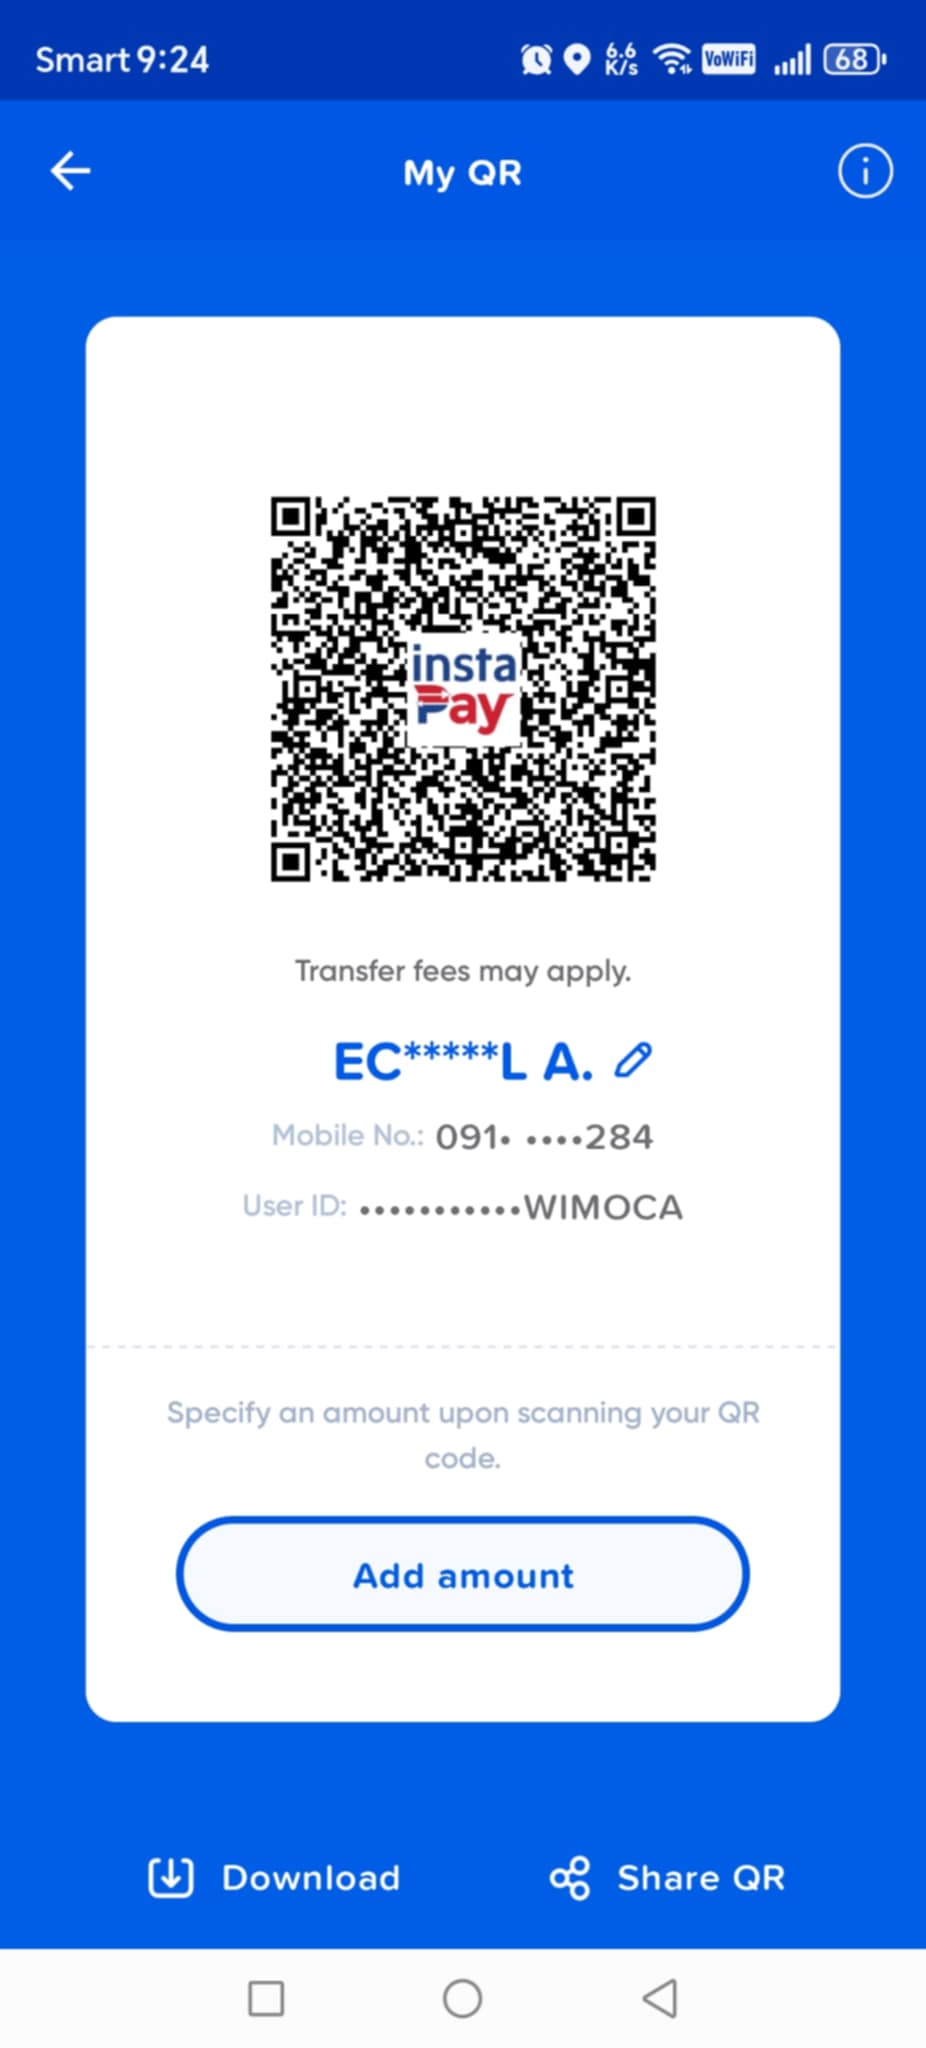 Smart 9:24
6.6 K/s VoWiFi 68
My QR
insta
Pay
Transfer fees may apply.
EC*****L A.
Mobile No.: 091• ••••284
User ID: •••••••••••WIMOCA
Specify an amount upon scanning your QR
code.
Add amount
Download
Share QR